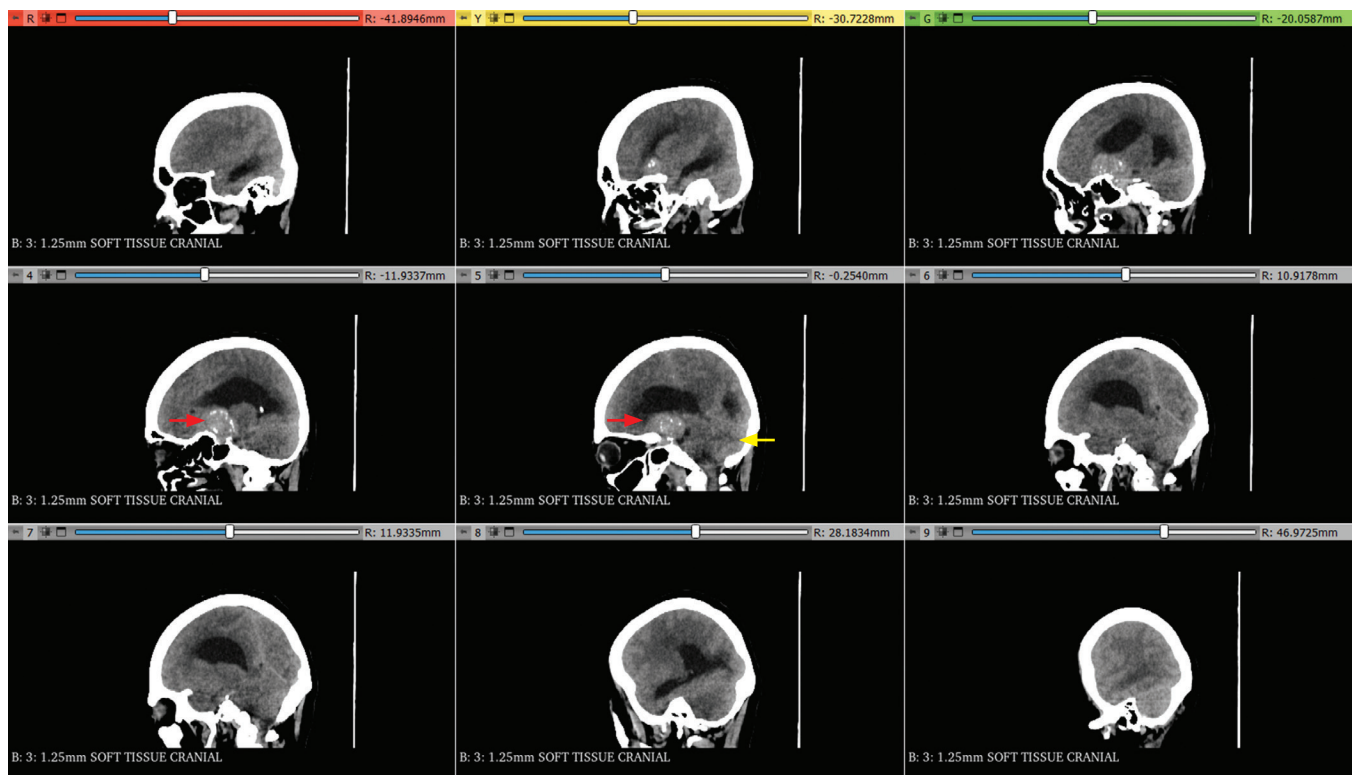 R R: -41.8946mm
Y R: -30.7228mm
G R: -20.0587mm
B: 3: 1.25mm SOFT TISSUE CRANIAL
B: 3: 1.25mm SOFT TISSUE CRANIAL
B: 3: 1.25mm SOFT TISSUE CRANIAL
4 R: -11.9337mm
5 R: -0.2540mm
6 R: 10.9178mm
B: 3: 1.25mm SOFT TISSUE CRANIAL
B: 3: 1.25mm SOFT TISSUE CRANIAL
B: 3: 1.25mm SOFT TISSUE CRANIAL
7 R: 11.9335mm
8 R: 28.1834mm
9 R: 46.9725mm
B: 3: 1.25mm SOFT TISSUE CRANIAL
B: 3: 1.25mm SOFT TISSUE CRANIAL
B: 3: 1.25mm SOFT TISSUE CRANIAL